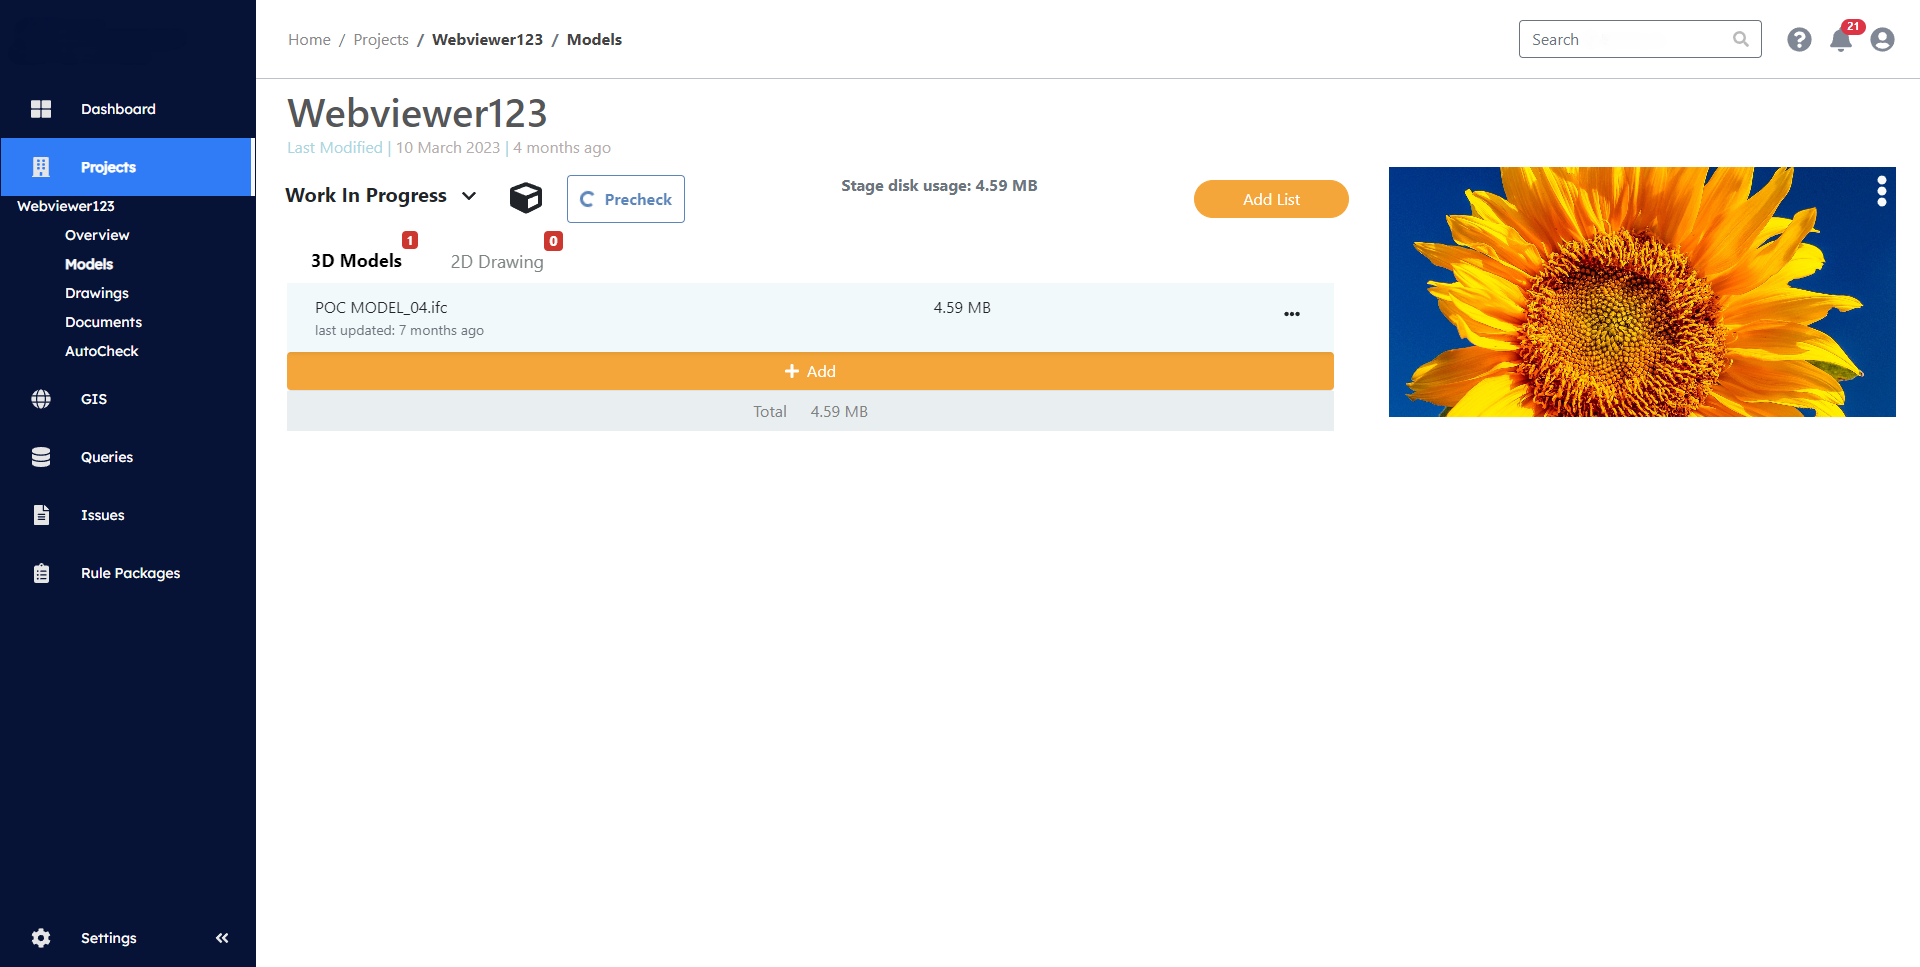 Home / Projects / Webviewer123 / Models
Search
21
Dashboard
Projects
Webviewer123
Overview
Models
Drawings
Documents
AutoCheck
GIS
Queries
Issues
Rule Packages
Settings
Webviewer123
Last Modified | 10 March 2023 | 4 months ago
Work In Progress
Precheck
Stage disk usage: 4.59 MB
Add List
3D Models 1
2D Drawing 0
POC MODEL_04.ifc
4.59 MB
last updated: 7 months ago
Add
Total 4.59 MB